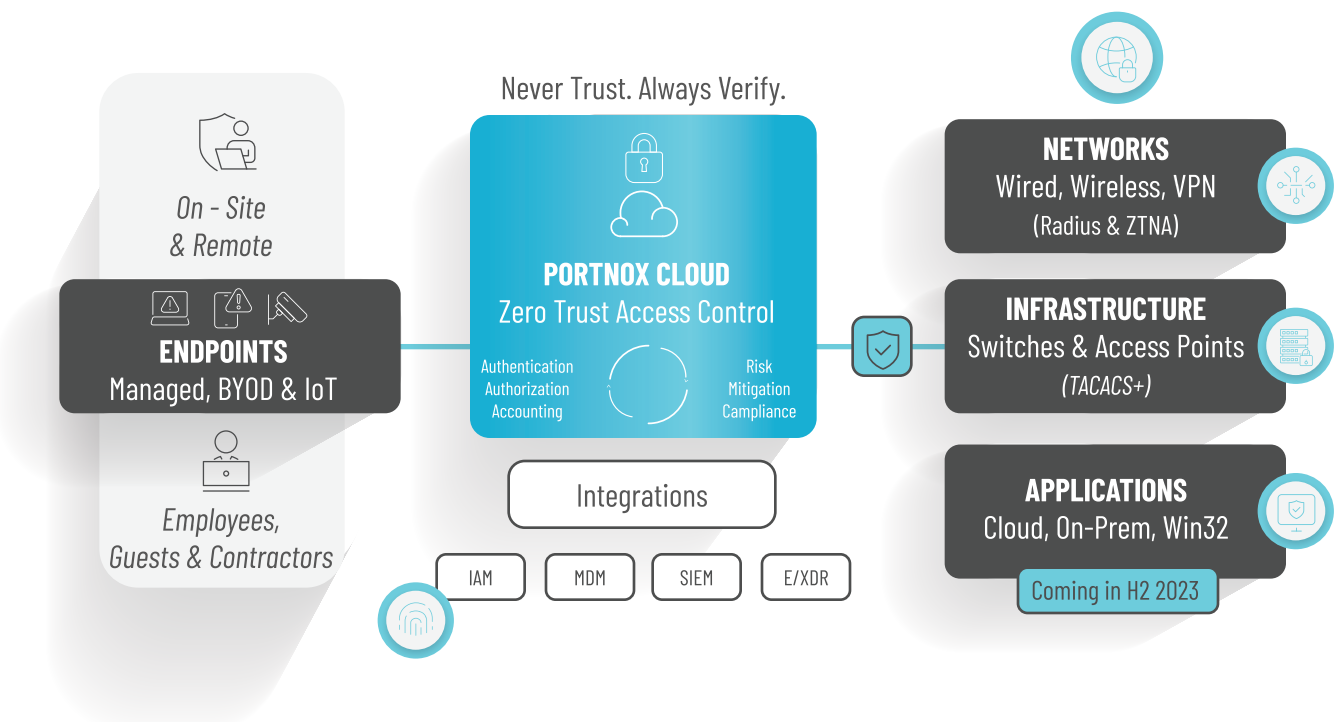 On - Site
& Remote
ENDPOINTS
Managed, BYOD & IoT
Employees,
Guests & Contractors
Never Trust. Always Verify.
PORTNOX CLOUD
Zero Trust Access Control
Authentication
Authorization
Accounting
Risk
Mitigation
Compliance
Integrations
IAM
MDM
SIEM
E/XDR
NETWORKS
Wired, Wireless, VPN
(Radius & ZTNA)
INFRASTRUCTURE
Switches & Access Points
(TACACS+)
APPLICATIONS
Cloud, On-Prem, Win32
Coming in H2 2023